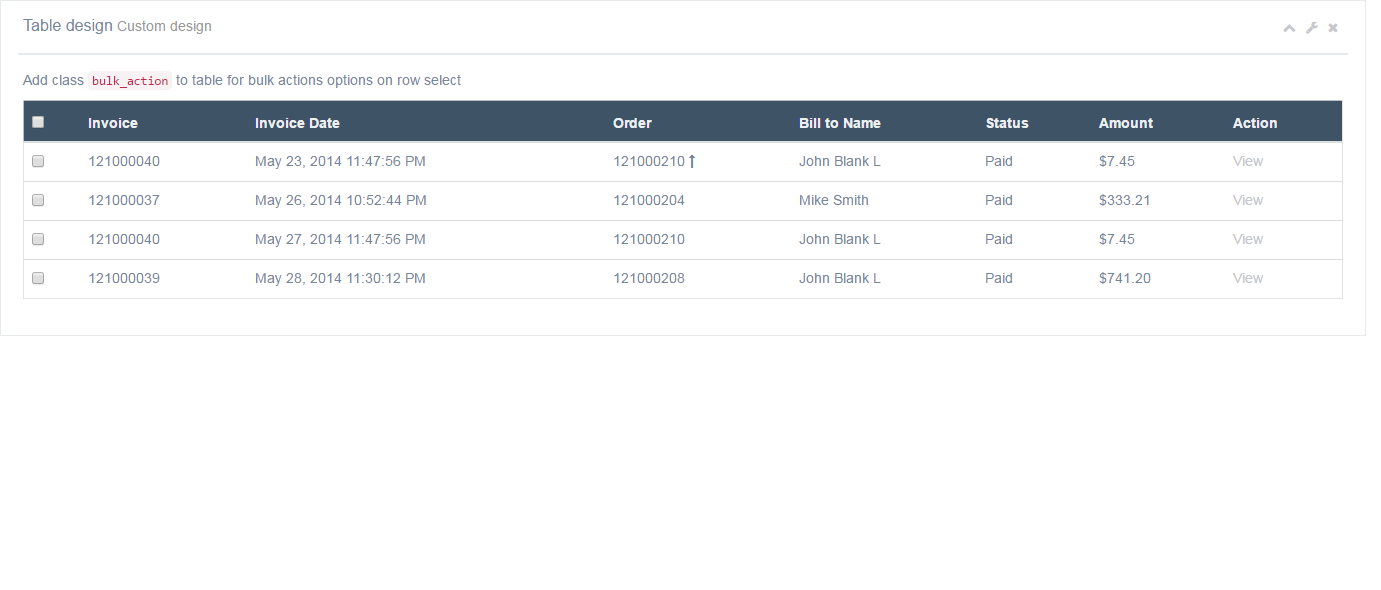 Table design Custom design
Add class bulk_action to table for bulk actions options on row select
Invoice Invoice Date Order Bill to Name Status Amount Action
121000040 May 23, 2014 11:47:56 PM 121000210 John Blank L Paid $7.45 View
121000037 May 26, 2014 10:52:44 PM 121000204 Mike Smith Paid $333.21 View
121000040 May 27, 2014 11:47:56 PM 121000210 John Blank L Paid $7.45 View
121000039 May 28, 2014 11:30:12 PM 121000208 John Blank L Paid $741.20 View